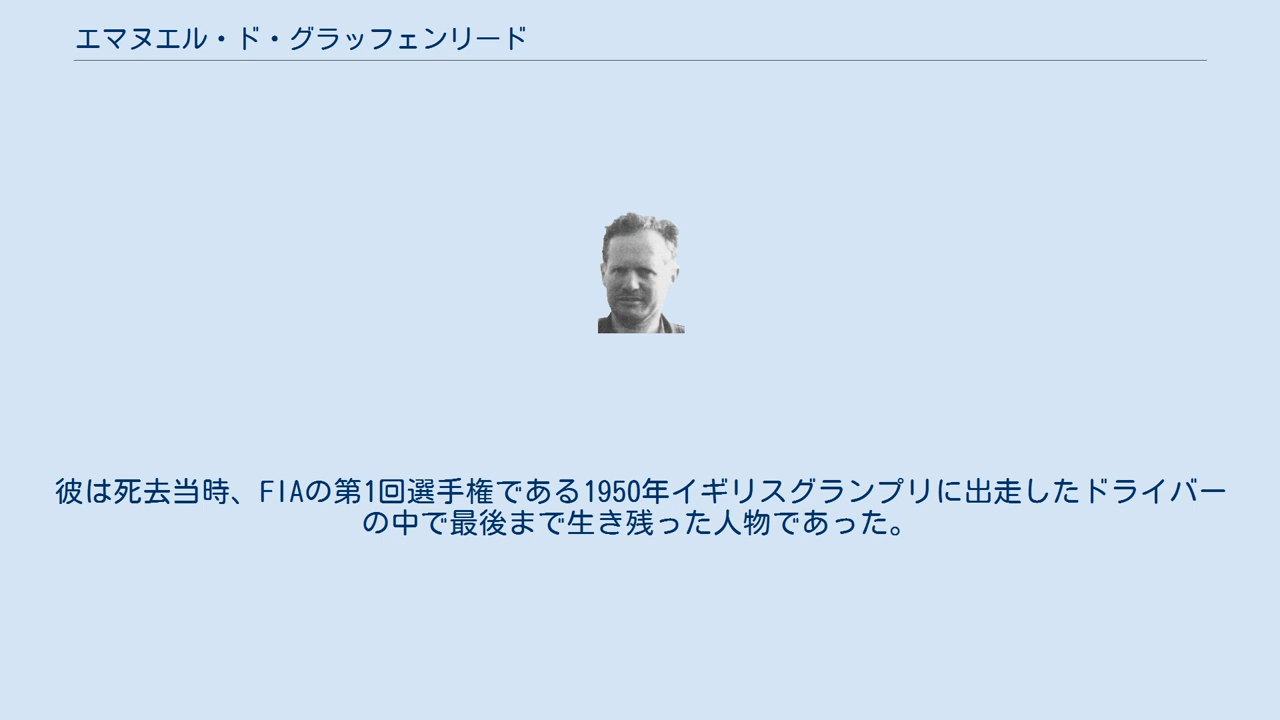 エマヌエル・ド・グラッフェンリード
彼は死去当時、FIAの第1回選手権である1950年イギリスグランプリに出走したドライバー
の中で最後まで生き残った人物であった。